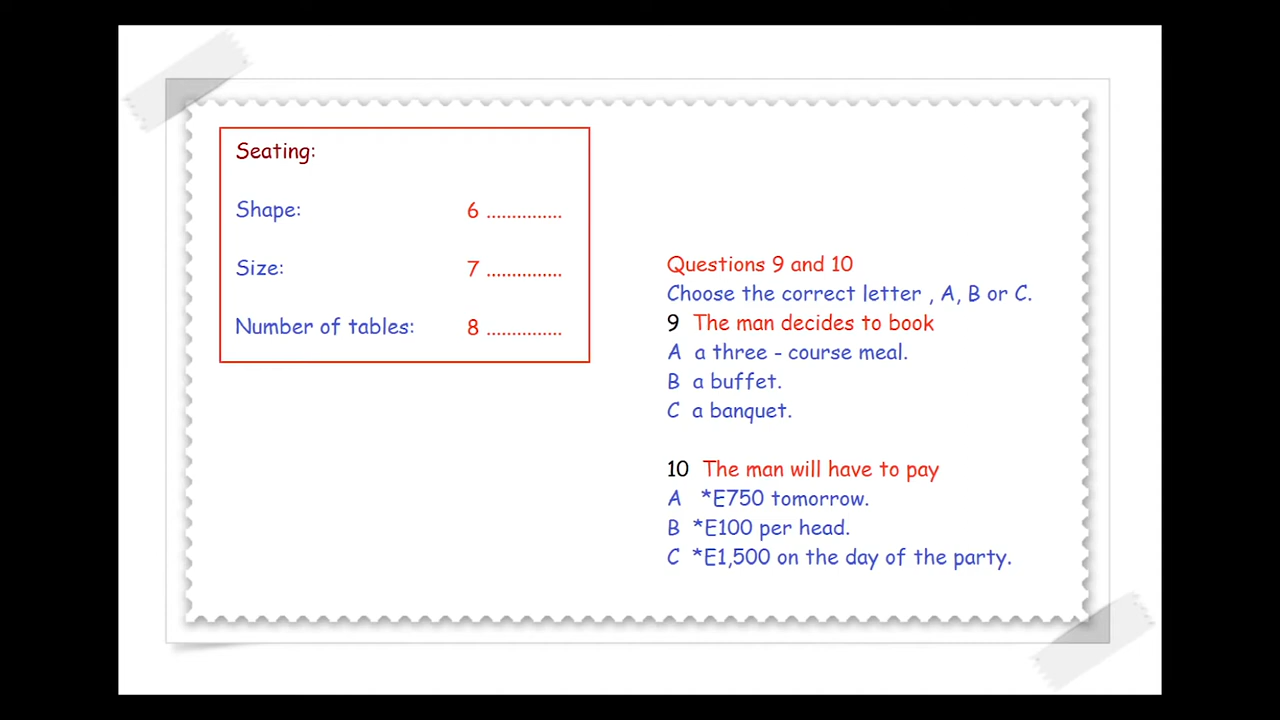 Seating:
Shape: 6 ...............
Size: 7 ...............
Number of tables: 8 ...............
Questions 9 and 10
Choose the correct letter , A, B or C.
9 The man decides to book
A a three - course meal.
B a buffet.
C a banquet.
10 The man will have to pay
A *E750 tomorrow.
B *E100 per head.
C *E1,500 on the day of the party.